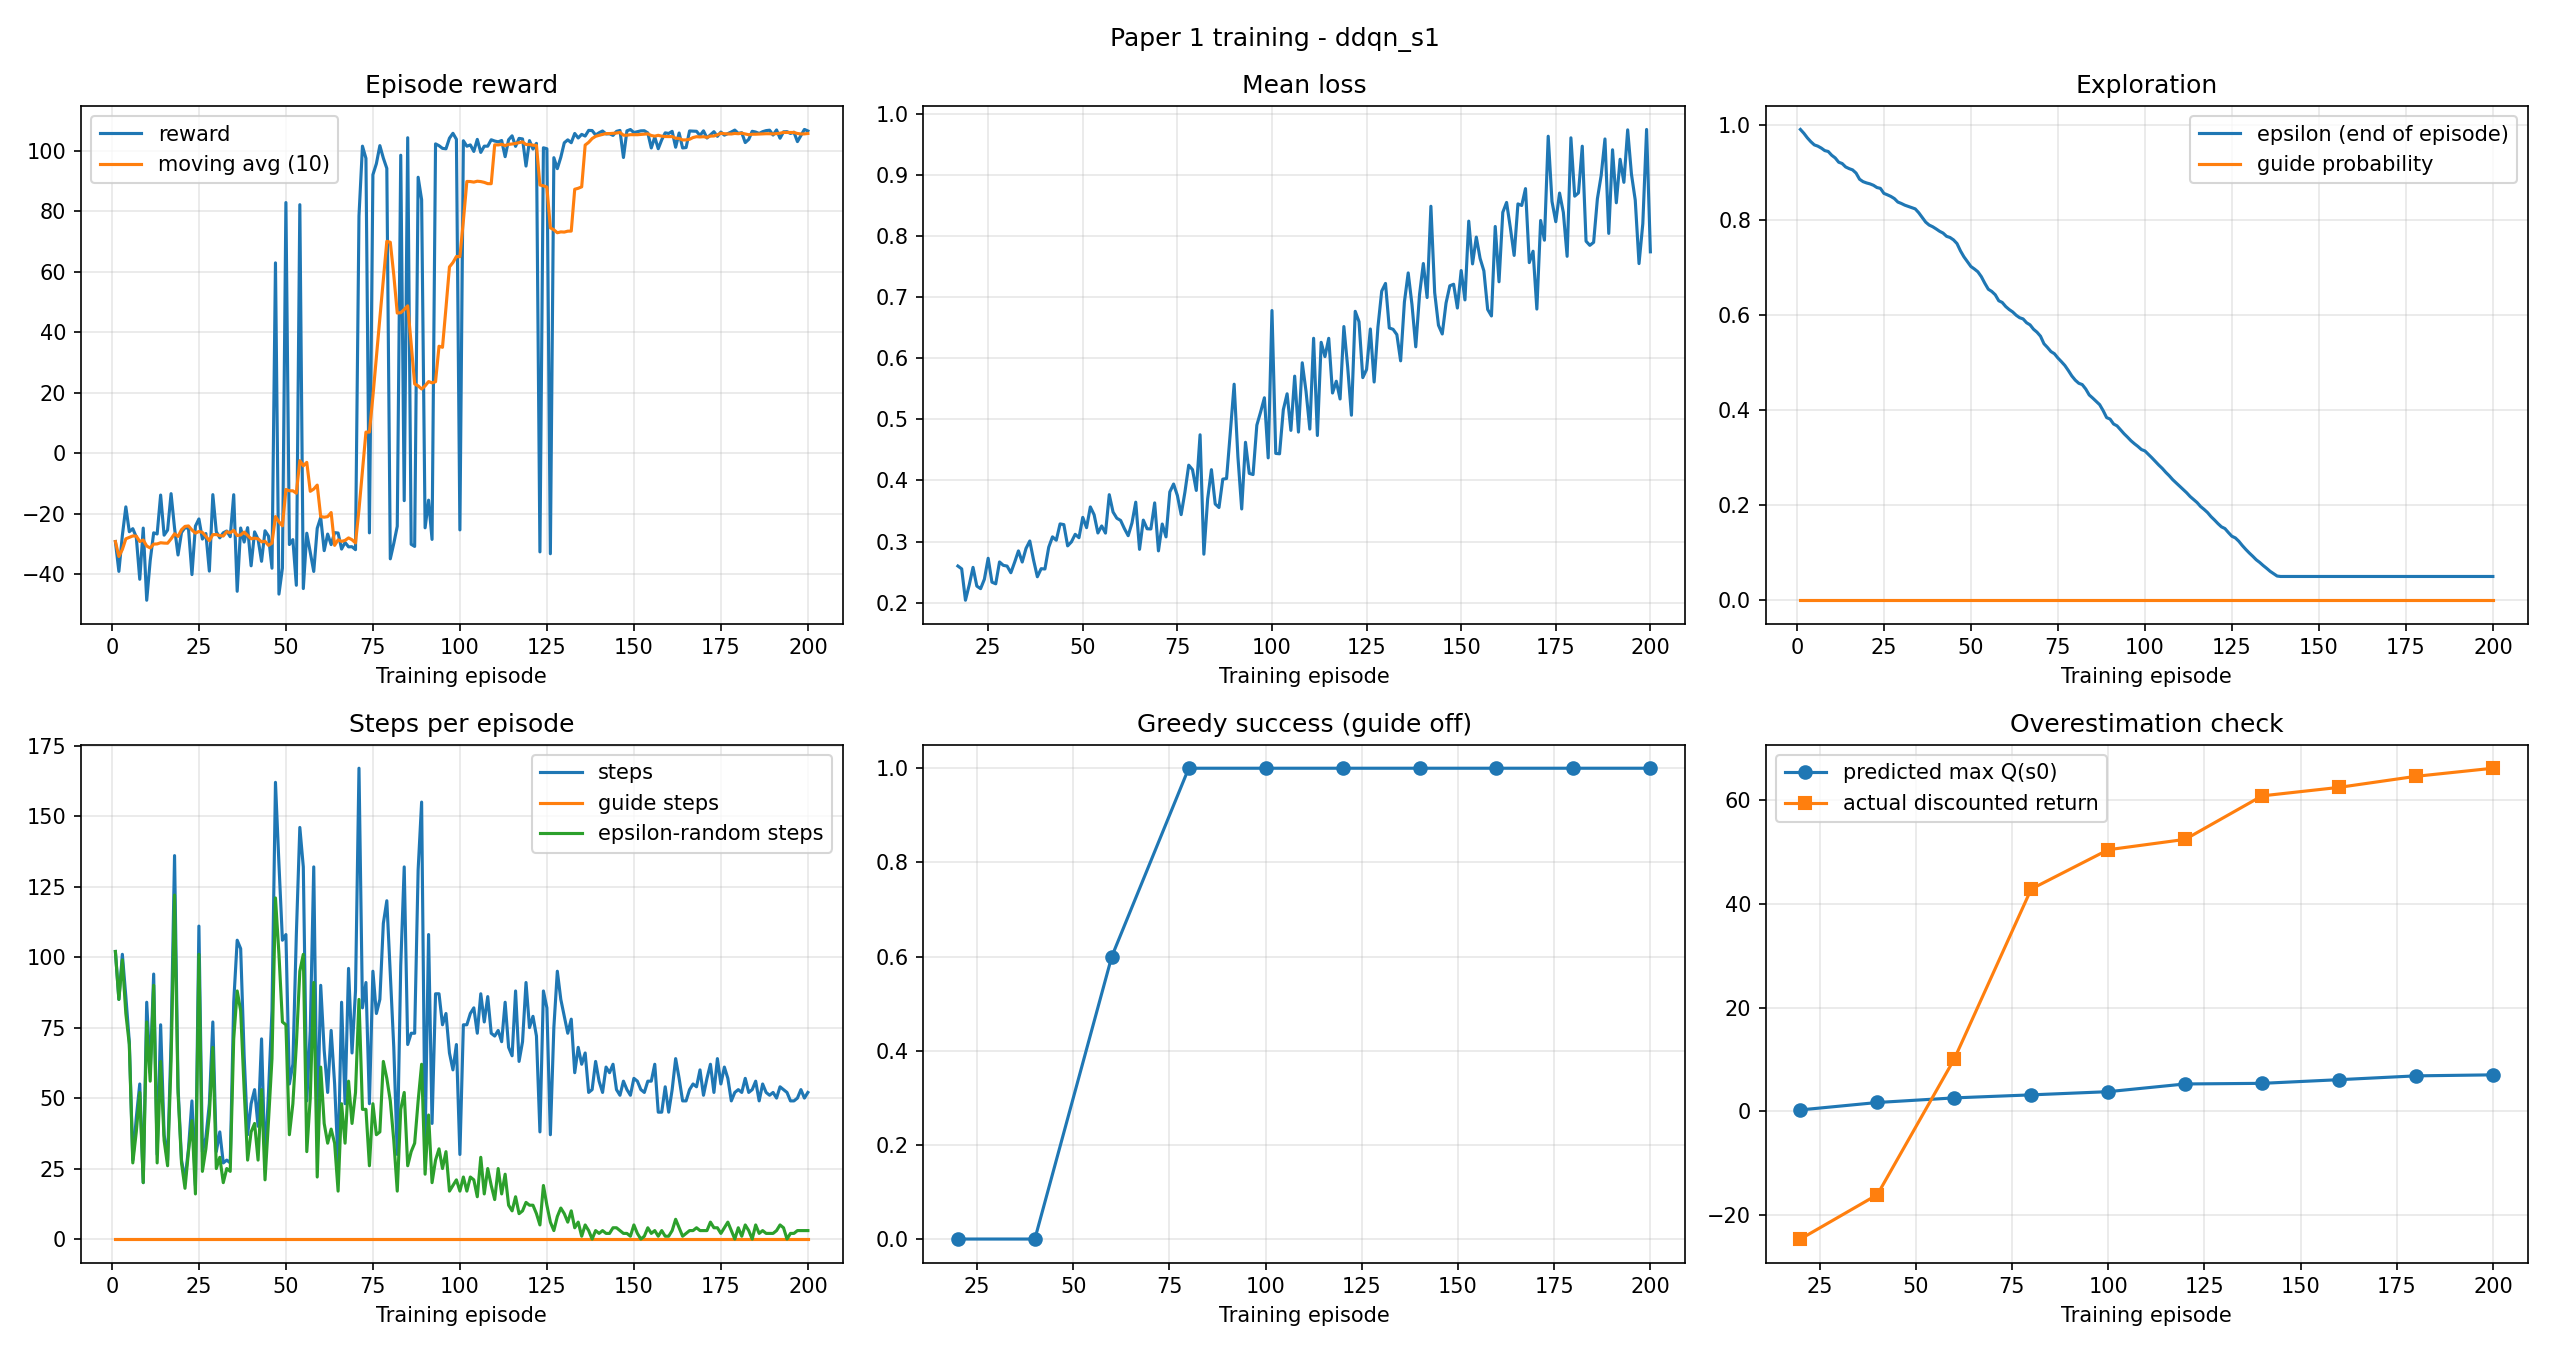 Paper 1 training - ddqn_s1
Episode reward
reward
moving avg (10)
100
80
60
40
20
0
−20
−40
0 25 50 75 100 125 150 175 200
Training episode
Mean loss
1.0
0.9
0.8
0.7
0.6
0.5
0.4
0.3
0.2
25 50 75 100 125 150 175 200
Training episode
Exploration
epsilon (end of episode)
guide probability
1.0
0.8
0.6
0.4
0.2
0.0
0 25 50 75 100 125 150 175 200
Training episode
Steps per episode
steps
guide steps
epsilon-random steps
175
150
125
100
75
50
25
0
0 25 50 75 100 125 150 175 200
Training episode
Greedy success (guide off)
1.0
0.8
0.6
0.4
0.2
0.0
25 50 75 100 125 150 175 200
Training episode
Overestimation check
predicted max Q(s0)
actual discounted return
60
40
20
0
−20
25 50 75 100 125 150 175 200
Training episode